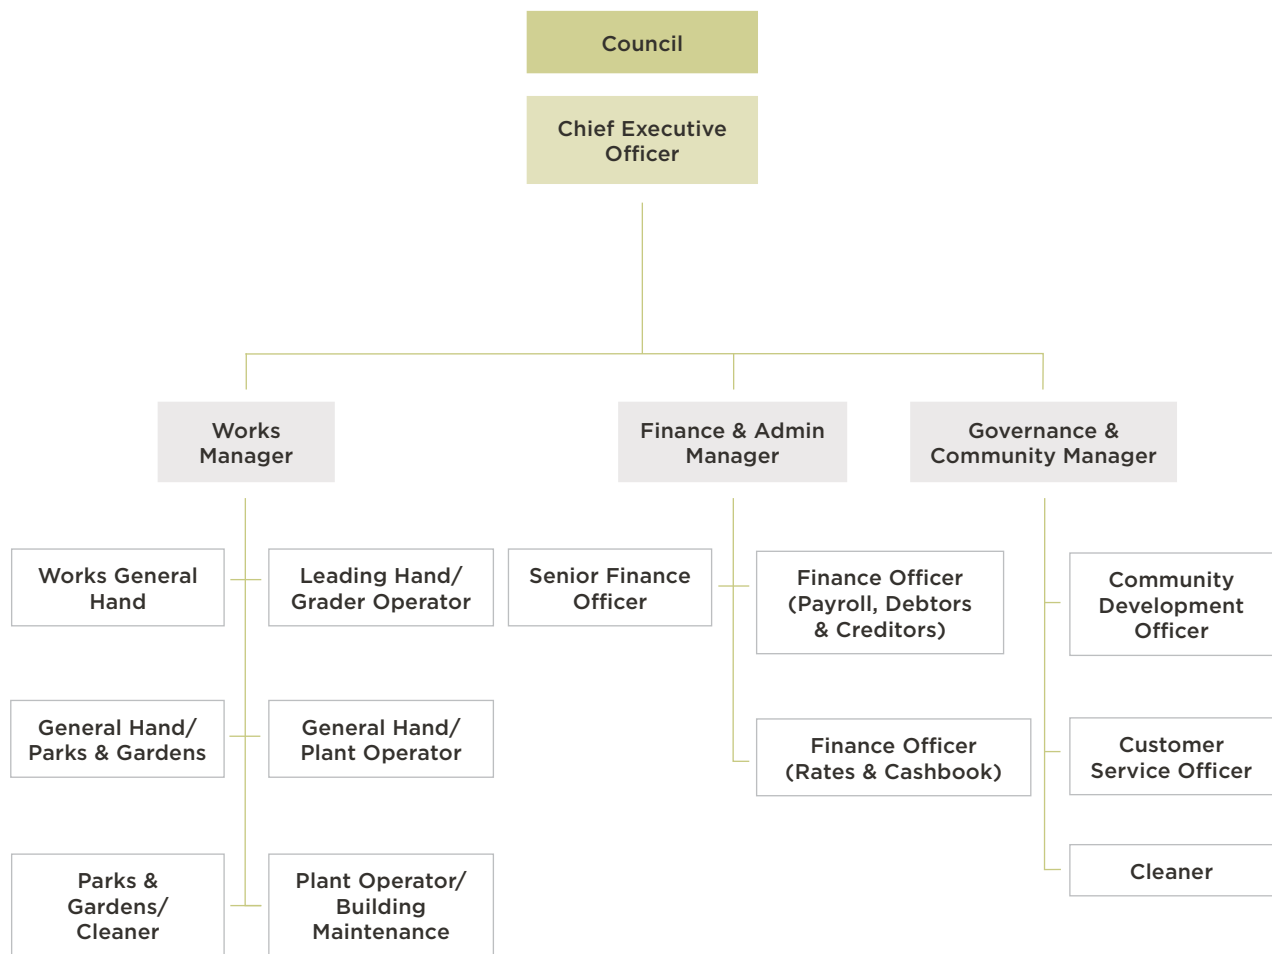 Council
Chief Executive
Officer
Works
Manager
Finance & Admin
Manager
Governance &
Community Manager
Works General
Hand
Leading Hand/
Grader Operator
Senior Finance
Officer
Finance Officer
(Payroll, Debtors
& Creditors)
Community
Development
Officer
General Hand/
Parks & Gardens
General Hand/
Plant Operator
Finance Officer
(Rates & Cashbook)
Customer
Service Officer
Parks &
Gardens/
Cleaner
Plant Operator/
Building
Maintenance
Cleaner